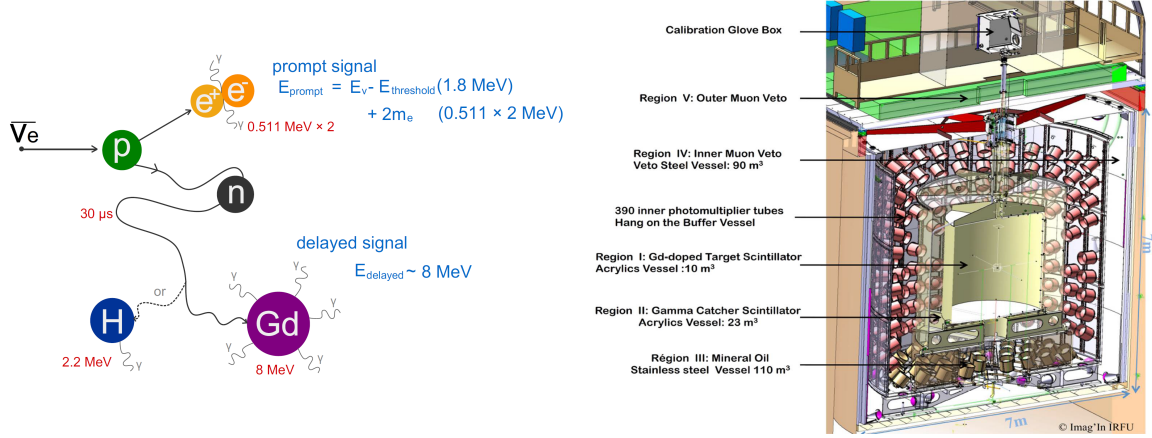 prompt signal
E prompt = Eν - E threshold (1.8 MeV)
+ 2me (0.511 × 2 MeV)
e+
e-
γ
γ
0.511 MeV × 2
ν̅e
p
n
30 µs
delayed signal
E delayed ~ 8 MeV
or
H
γ
2.2 MeV
Gd
γ
γ
γ
γ
γ
γ
8 MeV
Calibration Glove Box
Region V: Outer Muon Veto
Region IV: Inner Muon Veto
Veto Steel Vessel: 90 m³
390 inner photomultiplier tubes
Hang on the Buffer Vessel
Region I: Gd-doped Target Scintillator
Acrylics Vessel :10 m³
Region II: Gamma Catcher Scintillator
Acrylics Vessel: 23 m³
Région III: Mineral Oil
Stainless steel Vessel 110 m³
7m
7m
© Imag'In IRFU